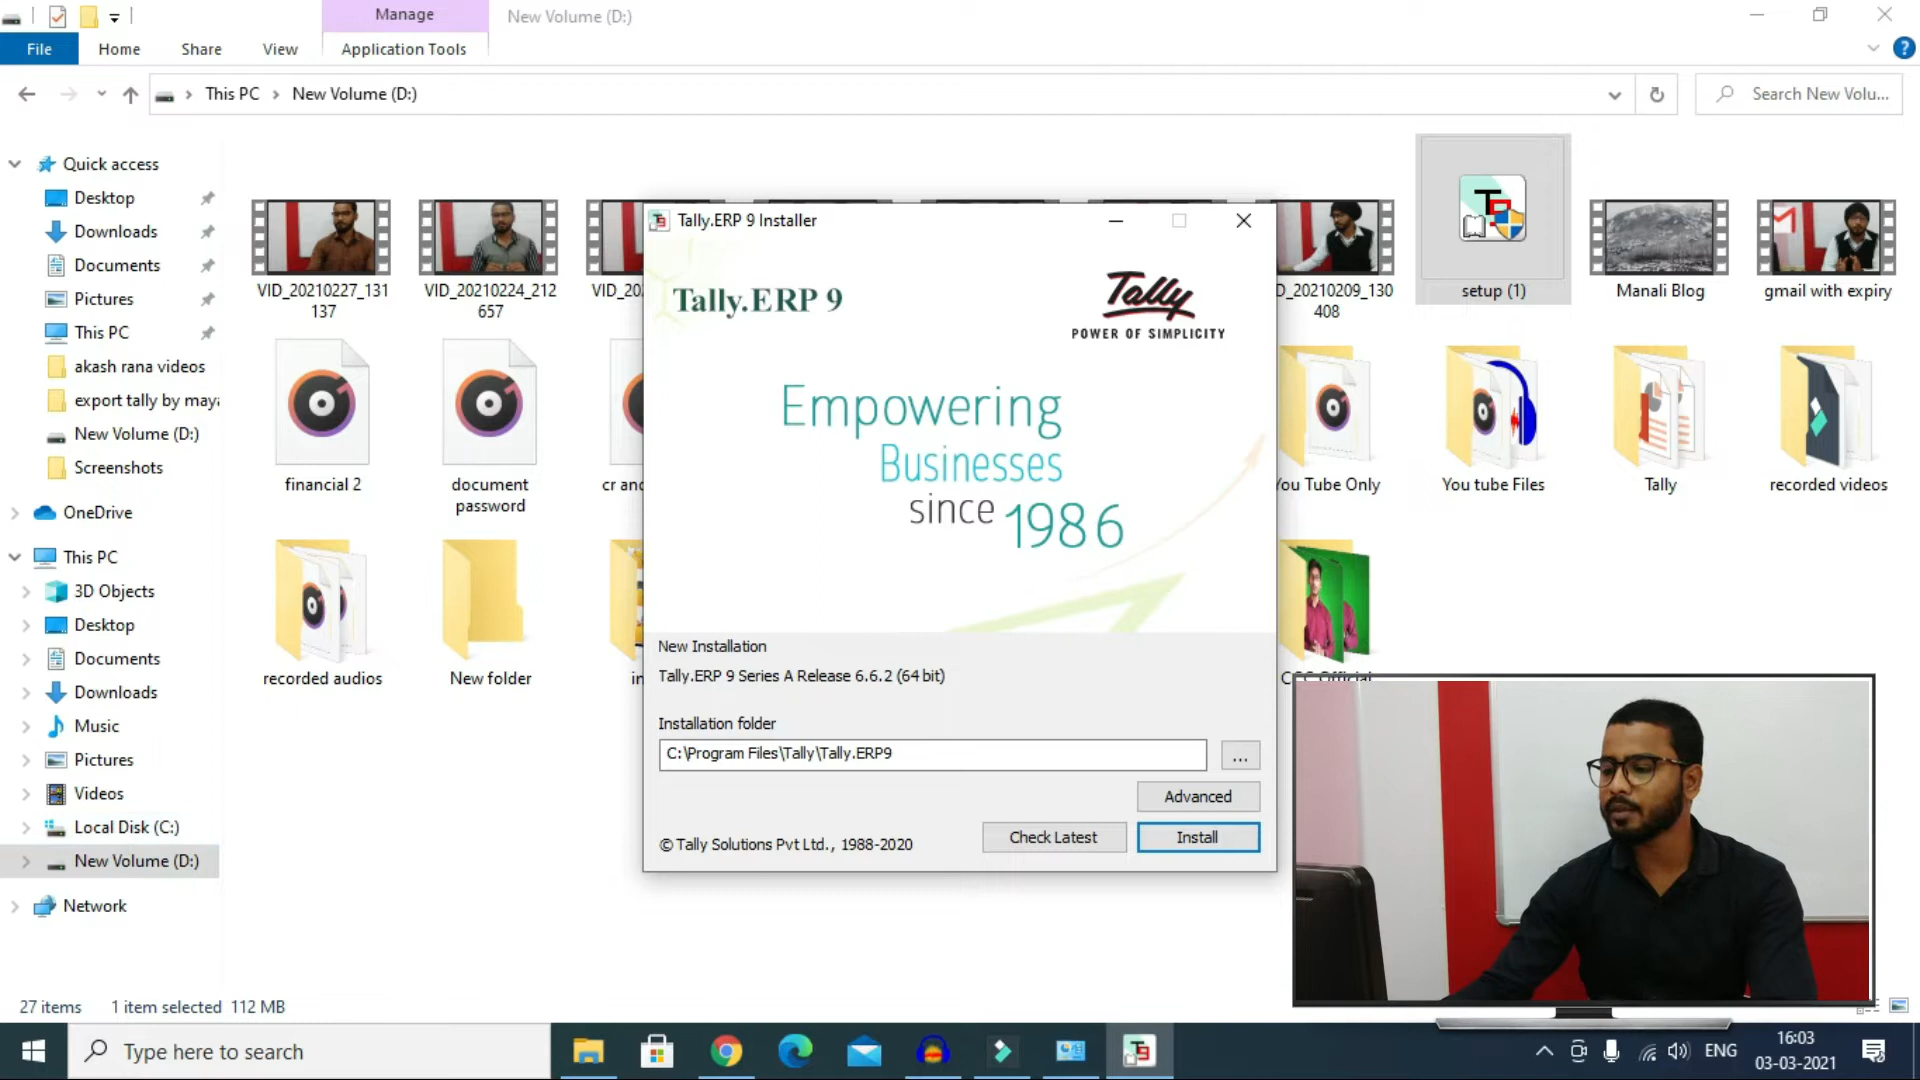 Manage
New Volume (D:)
File
Home
Share
View
Application Tools
This PC
New Volume (D:)
Search New Volu...
Quick access
Desktop
Downloads
Documents
Pictures
This PC
akash rana videos
export tally by maya
New Volume (D:)
Screenshots
OneDrive
This PC
3D Objects
Desktop
Documents
Downloads
Music
Pictures
Videos
Local Disk (C:)
New Volume (D:)
Network
VID_20210227_131
137
VID_20210224_212
657
VID_20
D_20210209_130
408
setup (1)
Manali Blog
gmail with expiry
financial 2
document
password
cr and
You Tube Only
You tube Files
Tally
recorded videos
recorded audios
New folder
in
Tally.ERP 9 Installer
Tally.ERP 9
Tally
POWER OF SIMPLICITY
Empowering
Businesses
since 1986
New Installation
Tally.ERP 9 Series A Release 6.6.2 (64 bit)
Installation folder
C:\Program Files\Tally\Tally.ERP9
...
Advanced
© Tally Solutions Pvt Ltd., 1988-2020
Check Latest
Install
27 items
1 item selected 112 MB
Type here to search
ENG
16:03
03-03-2021